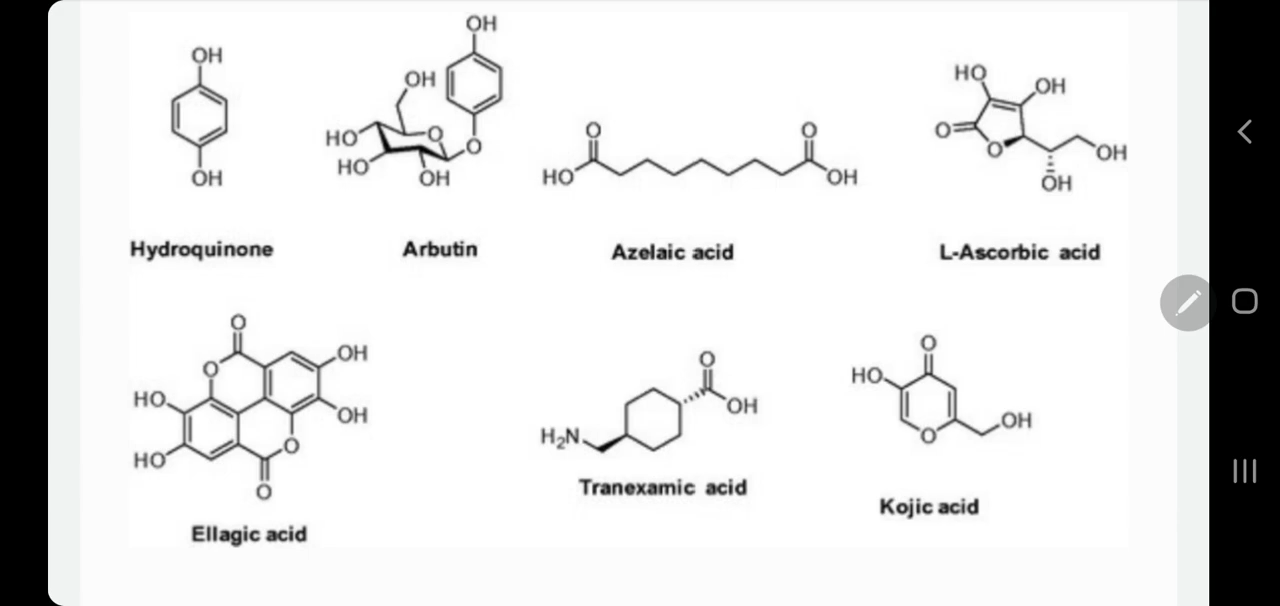 OH
OH
Hydroquinone
OH
OH
HO
HO
OH
O
O
Arbutin
O
O
HO
OH
Azelaic acid
HO
OH
O
O
OH
OH
L-Ascorbic acid
O
O
OH
HO
OH
HO
O
O
Ellagic acid
O
OH
H₂N
Tranexamic acid
O
HO
OH
O
Kojic acid